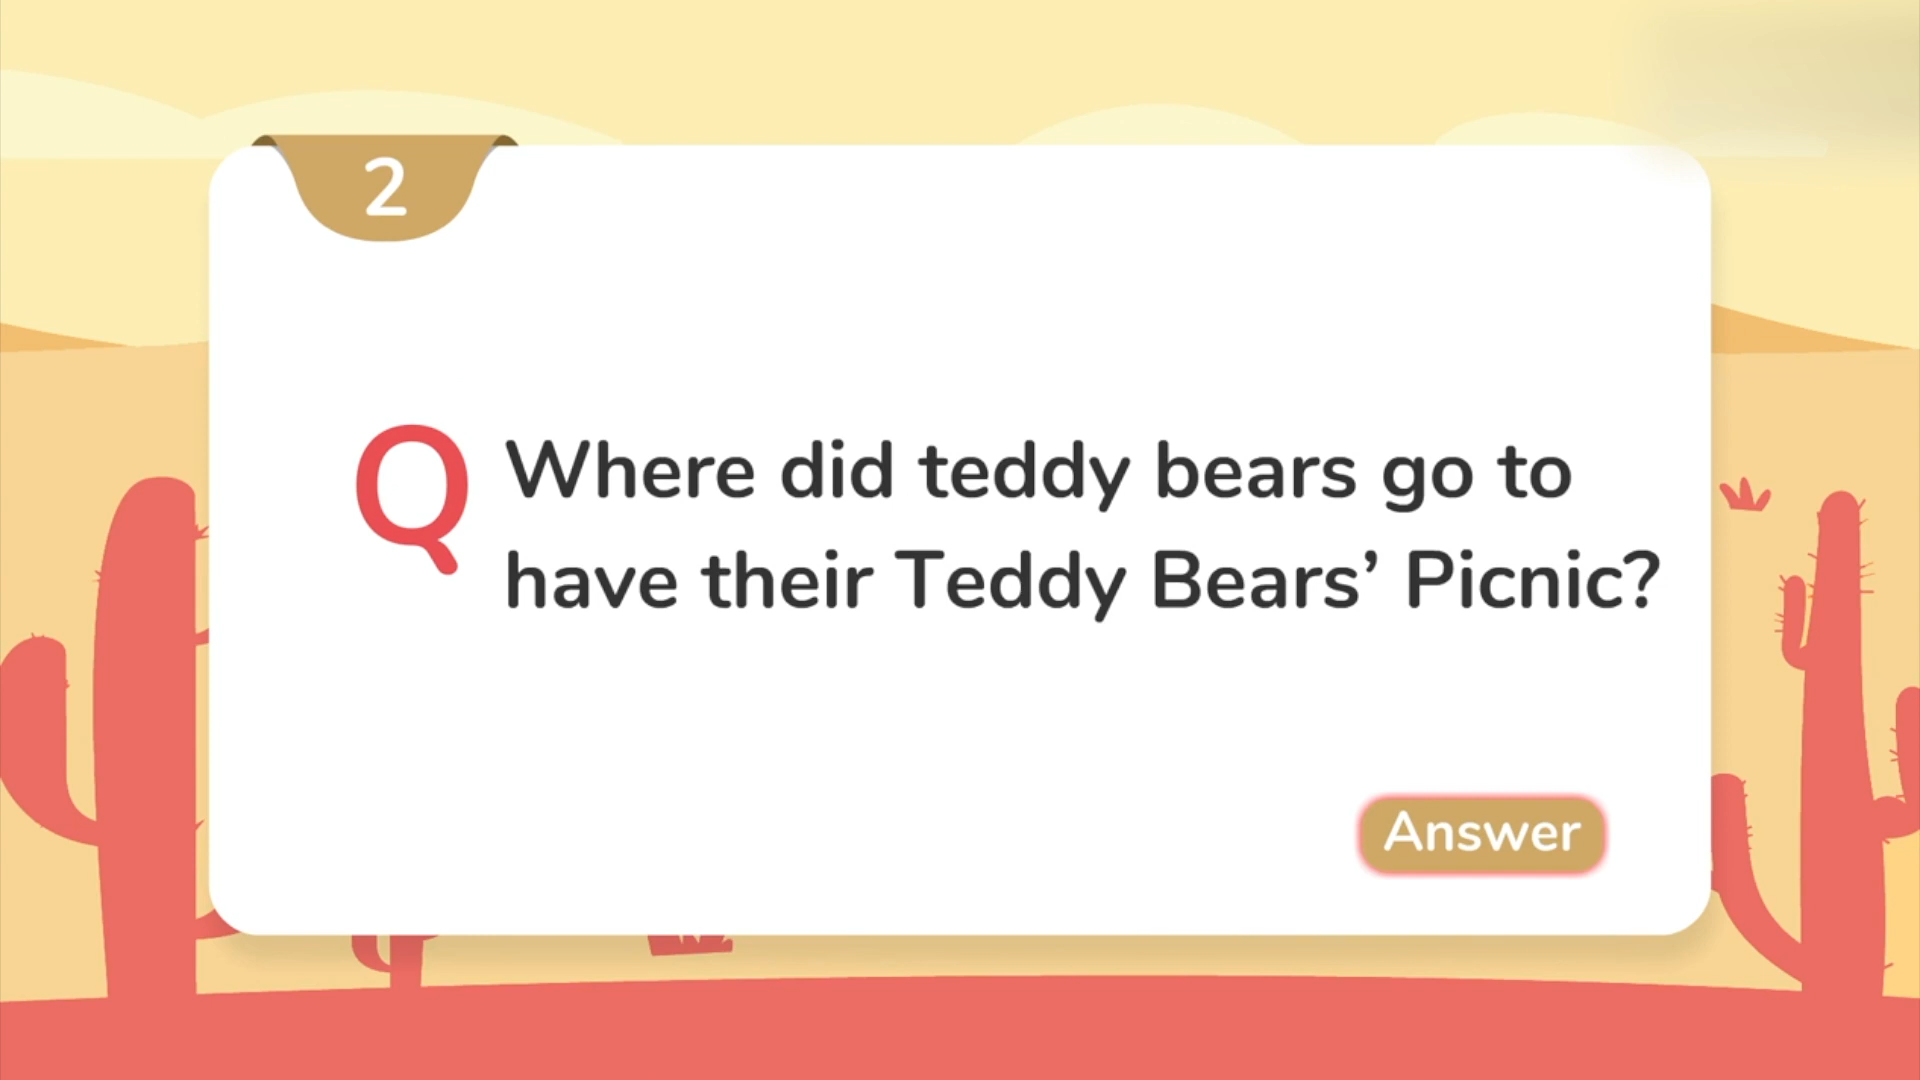 2
Q Where did teddy bears go to
have their Teddy Bears’ Picnic?
Answer